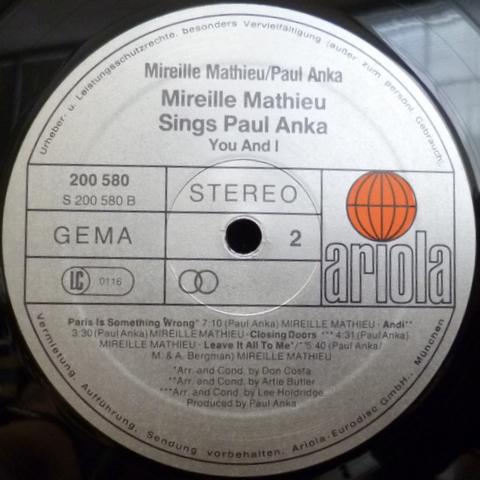 Urheber- u. Leistungsschutzrechte, besonders Vervielfältigung (außer zum persönl. Gebrauch),
Mireille Mathieu/Paul Anka
Mireille Mathieu
Sings Paul Anka
You And I
200 580
S 200 580 B
STEREO
GEMA
2
LC 0116
ariola
Paris Is Something Wrong* 7:10 (Paul Anka) MIREILLE MATHIEU · Andi**
3:30 (Paul Anka) MIREILLE MATHIEU · Closing Doors ***4:31 (Paul Anka)
MIREILLE MATHIEU · Leave It All To Me*/** 5:40 (Paul Anka/
M. & A. Bergman) MIREILLE MATHIEU
*Arr. and Cond. by Don Costa
**Arr. and Cond. by Artie Butler
***Arr. and Cond. by Lee Holdridge
Produced by Paul Anka
Vermietung, Aufführung, Sendung vorbehalten. Ariola-Eurodisc GmbH., München